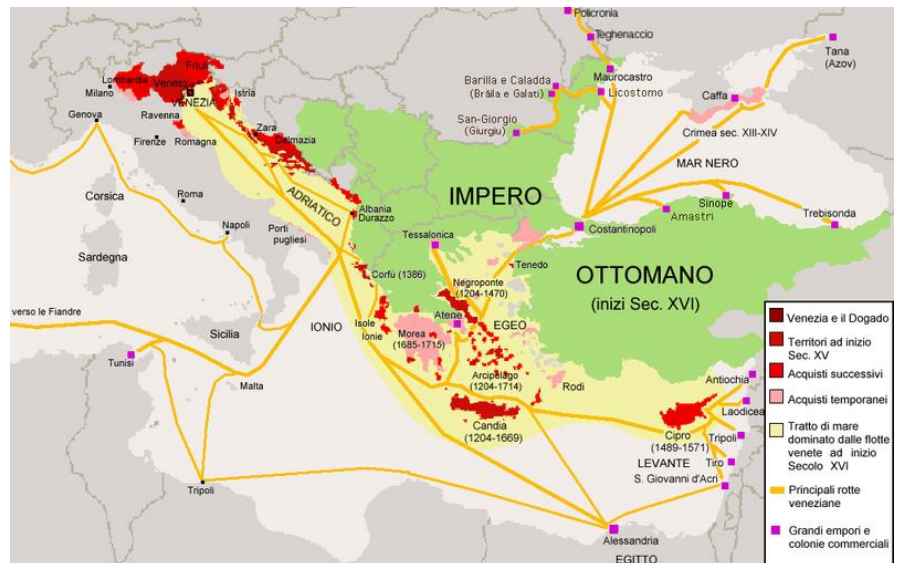 Policronia
Teghenaccio
Tana
(Azov)
Maurocastro
Licostomo
Barilla e Caladda
(Brăila e Galati)
San-Giorgio
(Giurgiu)
Caffa
Crimea sec. XIII-XIV
MAR NERO
Friuli
Lombardia
Veneto
Milano
VENEZIA
Istria
Genova
Ravenna
Romagna
Firenze
Zara
Dalmazia
Corsica
Roma
ADRIATICO
Napoli
Porti
pugliesi
Albania
Durazzo
Sardegna
IMPERO
OTTOMANO
(inizi Sec. XVI)
Costantinopoli
Amastri
Sinope
Trebisonda
Tessalonica
Tenedo
Corfù (1386)
Negroponte
(1204-1470)
verso le Fiandre
Sicilia
IONIO
Isole
Ionie
Morea
(1685-1715)
Atene
EGEO
Arcipelago
(1204-1714)
Rodi
Tunisi
Malta
Candia
(1204-1669)
Cipro
(1489-1571)
LEVANTE
Antiochia
Laodicea
Tripoli
Tiro
S. Giovanni d'Acri
Tripoli
Alessandria
EGITTO
Venezia e il Dogado
Territori ad inizio
Sec. XV
Acquisti successivi
Acquisti temporanei
Tratto di mare
dominato dalle flotte
venete ad inizio
Secolo XVI
Principali rotte
veneziane
Grandi empori e
colonie commerciali